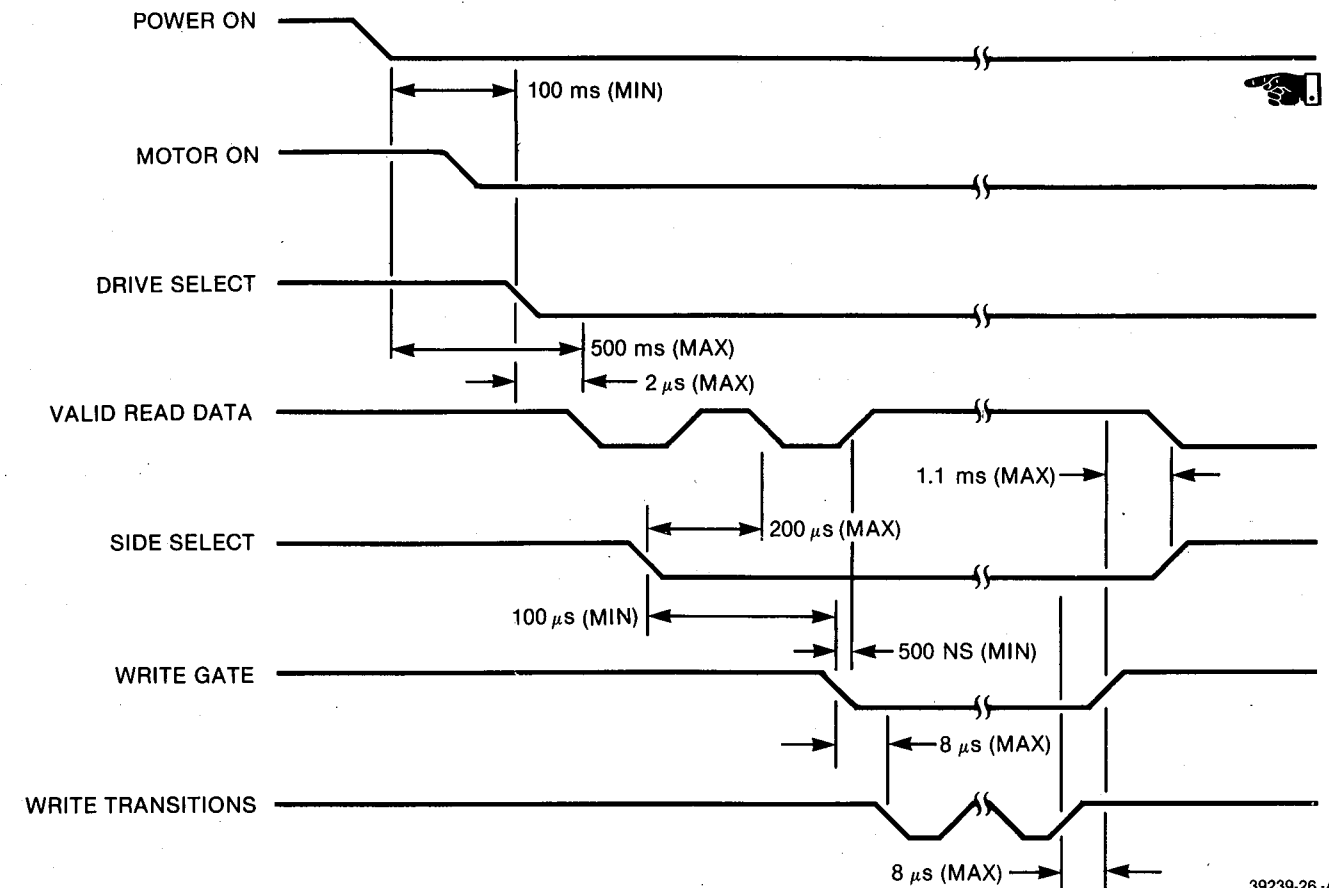 POWER ON
100 ms (MIN)
MOTOR ON
DRIVE SELECT
500 ms (MAX)
2 μs (MAX)
VALID READ DATA
1.1 ms (MAX)
200 μs (MAX)
SIDE SELECT
100 μs (MIN)
500 NS (MIN)
WRITE GATE
8 μs (MAX)
WRITE TRANSITIONS
8 μs (MAX)
39239-26